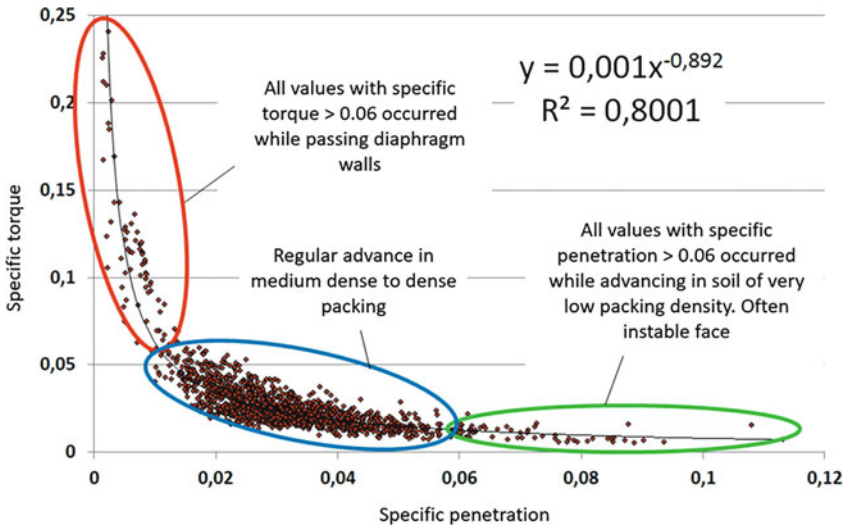 0,25
0,2
0,15
0,1
0,05
0
Specific torque
All values with specific
torque > 0.06 occurred
while passing diaphragm
walls
y = 0,001x-0,892
R² = 0,8001
Regular advance in
medium dense to dense
packing
All values with specific
penetration > 0.06 occurred
while advancing in soil of very
low packing density. Often
instable face
0
0,02
0,04
0,06
0,08
0,1
0,12
Specific penetration